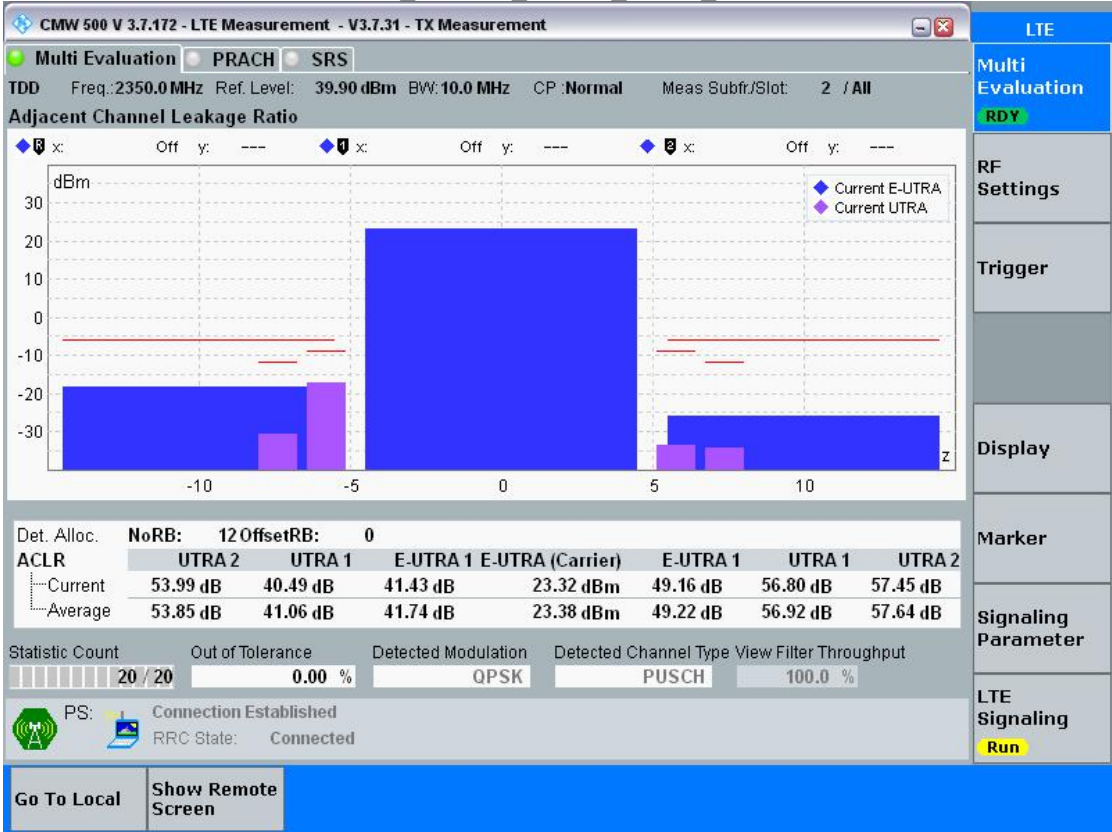 CMW 500 V 3.7.172 - LTE Measurement - V3.7.31 - TX Measurement
LTE
Multi Evaluation PRACH SRS
TDD Freq.:2350.0 MHz Ref. Level: 39.90 dBm BW:10.0 MHz CP :Normal Meas Subfr./Slot: 2 / All
Adjacent Channel Leakage Ratio
R x: Off y: --- 1 x: Off y: --- 2 x: Off y: ---
dBm
Current E-UTRA
Current UTRA
30
20
10
0
-10
-20
-30
z
-10 -5 0 5 10
Det. Alloc. NoRB: 12 OffsetRB: 0
ACLR UTRA 2 UTRA 1 E-UTRA 1 E-UTRA (Carrier) E-UTRA 1 UTRA 1 UTRA 2
Current 53.99 dB 40.49 dB 41.43 dB 23.32 dBm 49.16 dB 56.80 dB 57.45 dB
Average 53.85 dB 41.06 dB 41.74 dB 23.38 dBm 49.22 dB 56.92 dB 57.64 dB
Statistic Count Out of Tolerance Detected Modulation Detected Channel Type View Filter Throughput
20 / 20 0.00 % QPSK PUSCH 100.0 %
PS: Connection Established
RRC State: Connected
Multi
Evaluation
RDY
RF
Settings
Trigger
Display
Marker
Signaling
Parameter
LTE
Signaling
Run
Go To Local
Show Remote
Screen